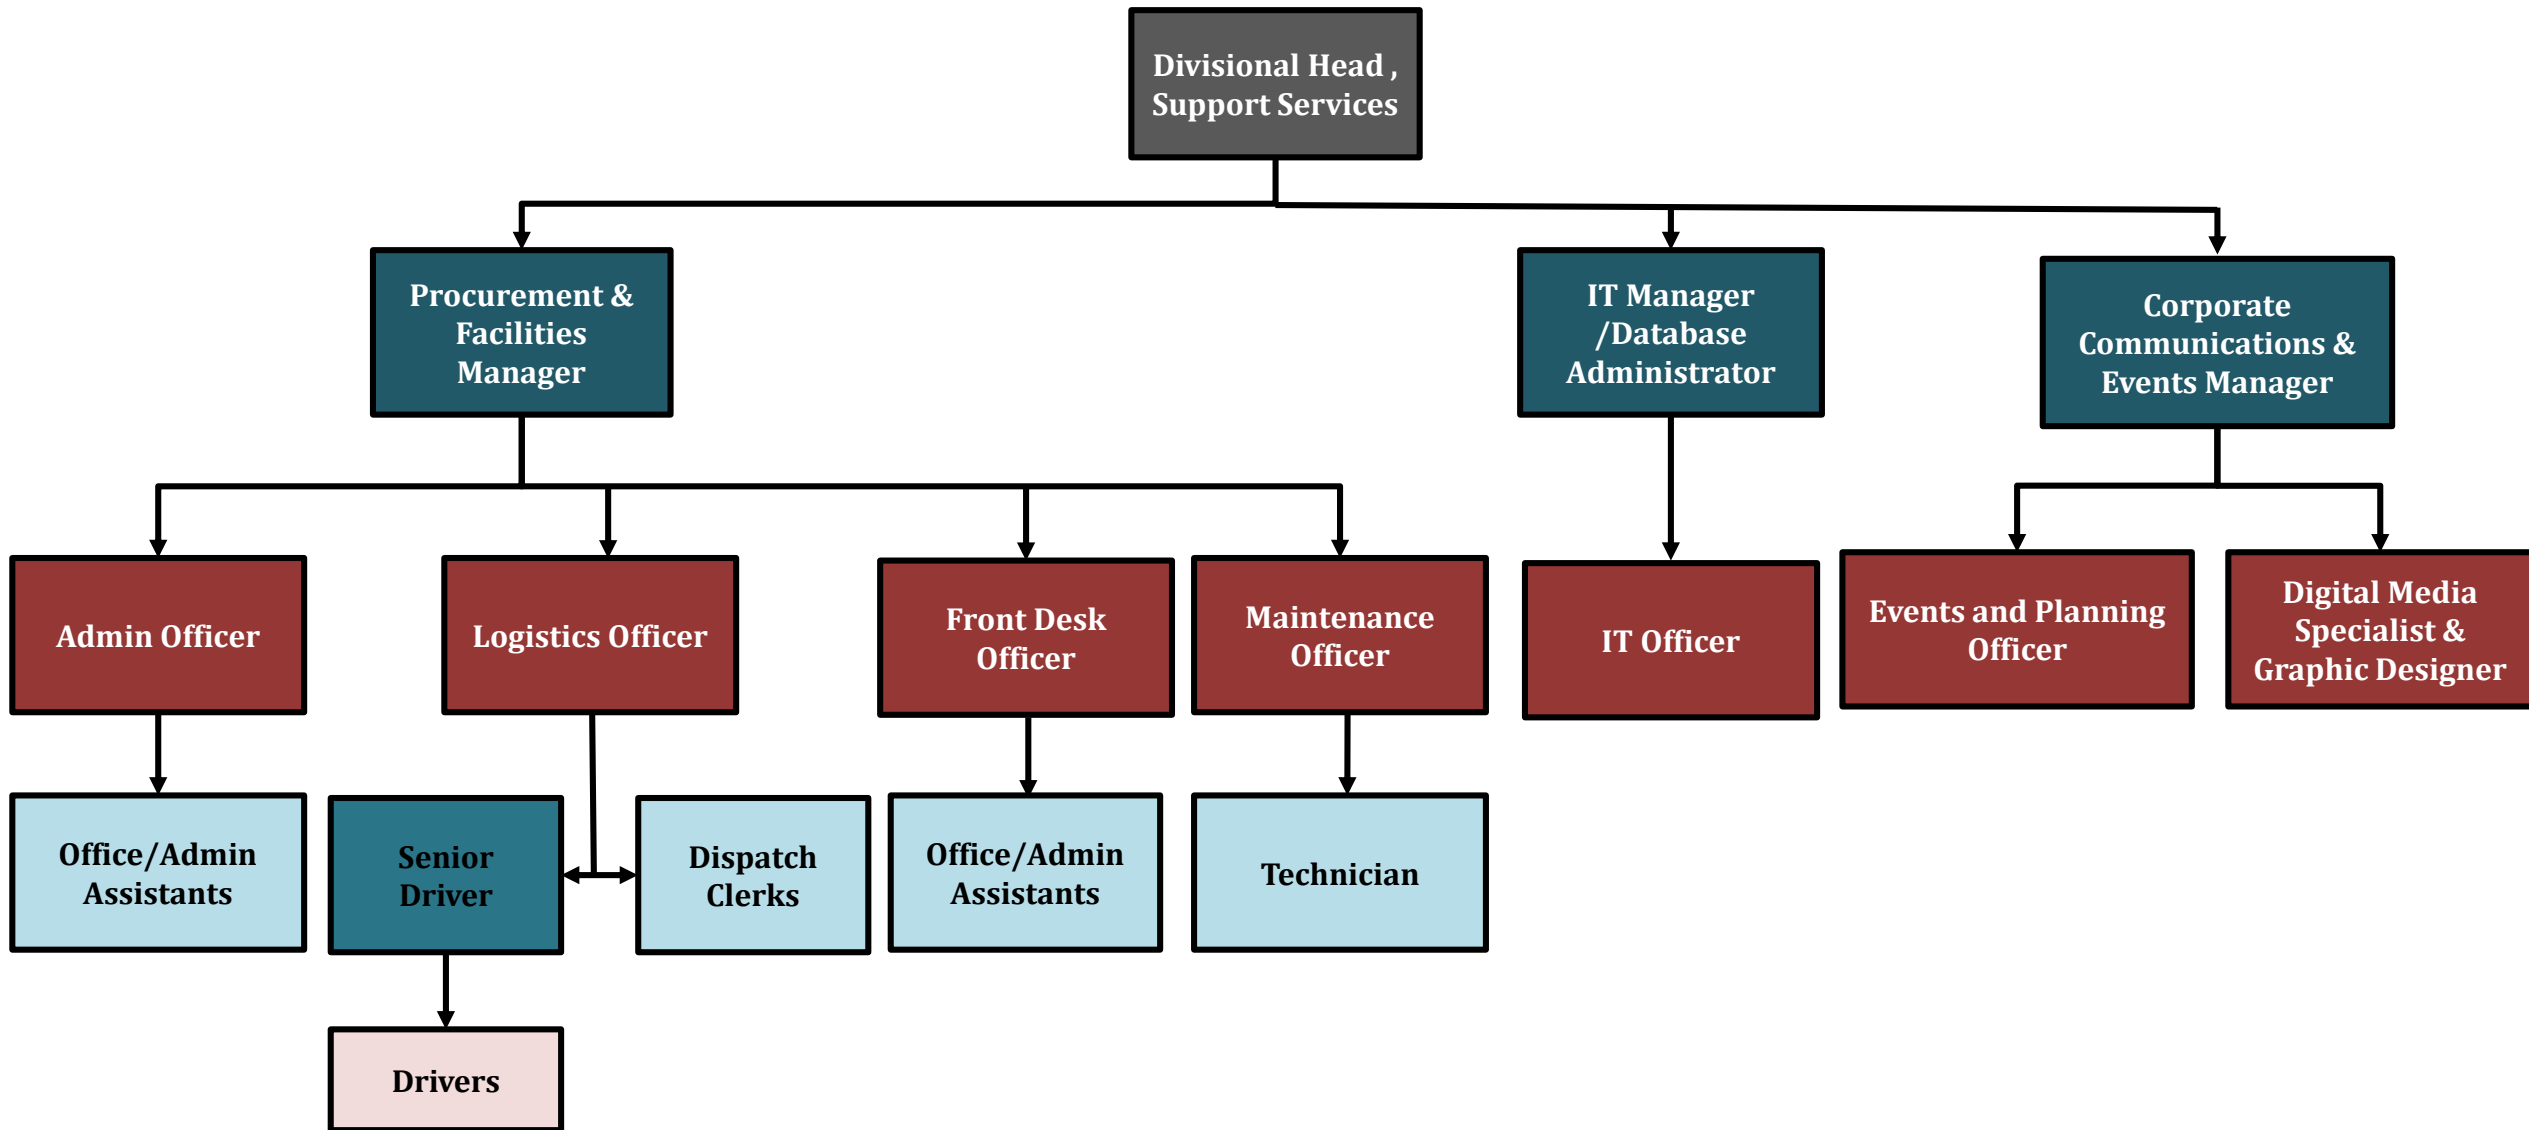 Divisional Head ,
Support Services
Procurement &
Facilities
Manager
IT Manager
/Database
Administrator
Corporate
Communications &
Events Manager
Admin Officer
Logistics Officer
Front Desk
Officer
Maintenance
Officer
IT Officer
Events and Planning
Officer
Digital Media
Specialist &
Graphic Designer
Office/Admin
Assistants
Senior
Driver
Dispatch
Clerks
Office/Admin
Assistants
Technician
Drivers